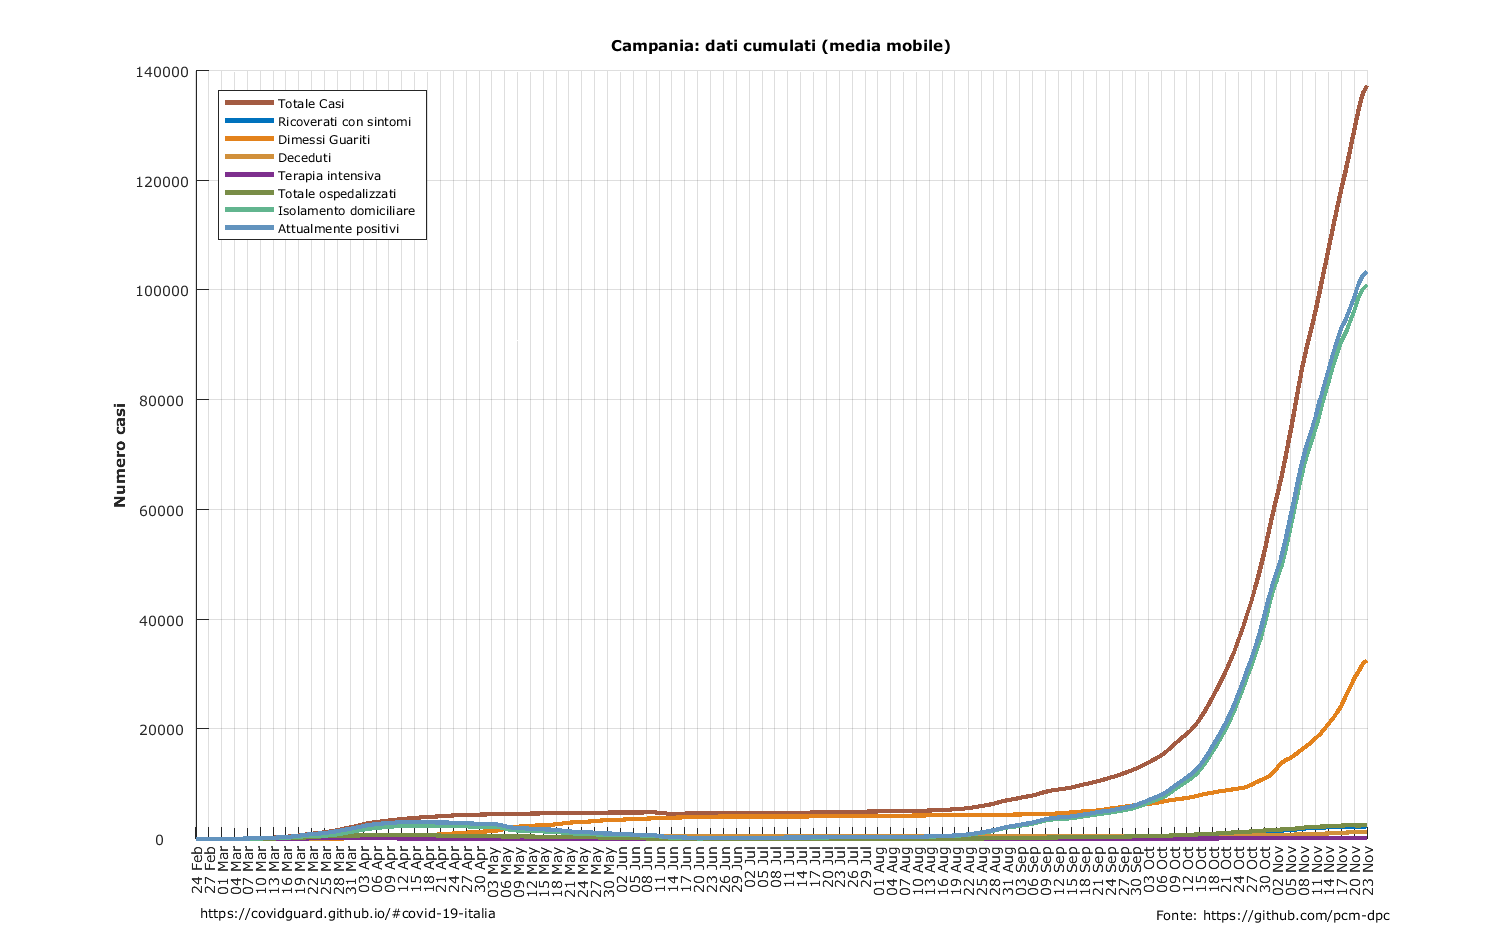 Campania: dati cumulati (media mobile)
140000
120000
100000
80000
60000
40000
20000
0
Numero casi
Totale Casi
Ricoverati con sintomi
Dimessi Guariti
Deceduti
Terapia intensiva
Totale ospedalizzati
Isolamento domiciliare
Attualmente positivi
24 Feb
27 Feb
01 Mar
04 Mar
07 Mar
10 Mar
13 Mar
16 Mar
19 Mar
22 Mar
25 Mar
28 Mar
31 Mar
03 Apr
06 Apr
09 Apr
12 Apr
15 Apr
18 Apr
21 Apr
24 Apr
27 Apr
30 Apr
03 May
06 May
09 May
12 May
15 May
18 May
21 May
24 May
27 May
30 May
02 Jun
05 Jun
08 Jun
11 Jun
14 Jun
17 Jun
20 Jun
23 Jun
26 Jun
29 Jun
02 Jul
05 Jul
08 Jul
11 Jul
14 Jul
17 Jul
20 Jul
23 Jul
26 Jul
29 Jul
01 Aug
04 Aug
07 Aug
10 Aug
13 Aug
16 Aug
19 Aug
22 Aug
25 Aug
28 Aug
31 Aug
03 Sep
06 Sep
09 Sep
12 Sep
15 Sep
18 Sep
21 Sep
24 Sep
27 Sep
30 Sep
03 Oct
06 Oct
09 Oct
12 Oct
15 Oct
18 Oct
21 Oct
24 Oct
27 Oct
30 Oct
02 Nov
05 Nov
08 Nov
11 Nov
14 Nov
17 Nov
20 Nov
23 Nov
https://covidguard.github.io/#covid-19-italia
Fonte: https://github.com/pcm-dpc